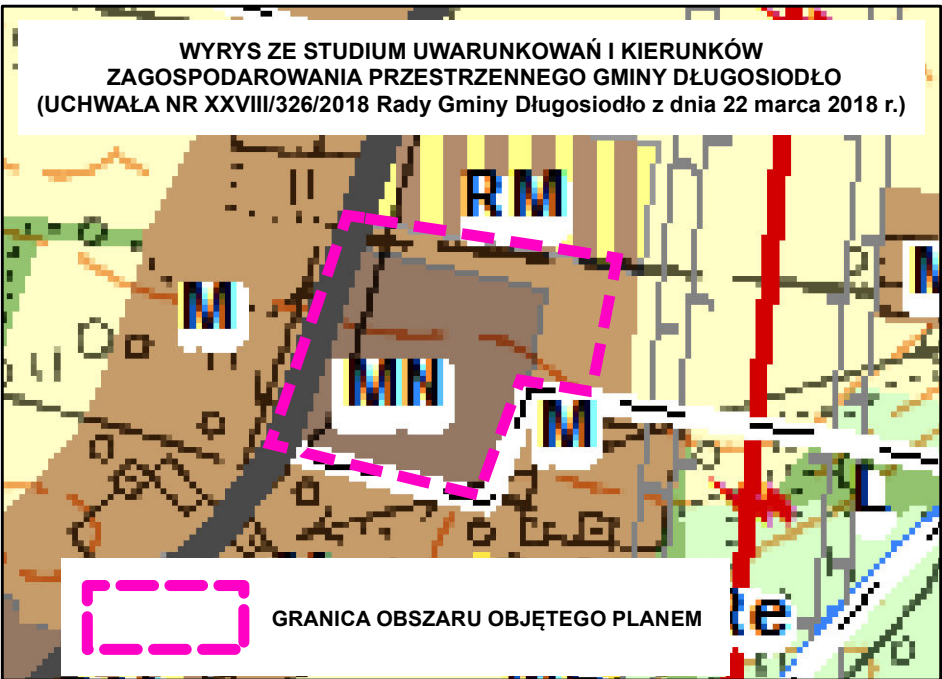 WYRYS ZE STUDIUM UWARUNKOWAŃ I KIERUNKÓW
ZAGOSPODAROWANIA PRZESTRZENNEGO GMINY DŁUGOSIODŁO
(UCHWAŁA NR XXVIII/326/2018 Rady Gminy Długosiodło z dnia 22 marca 2018 r.)
RM
M
M
MN
M
L
GRANICA OBSZARU OBJĘTEGO PLANEM